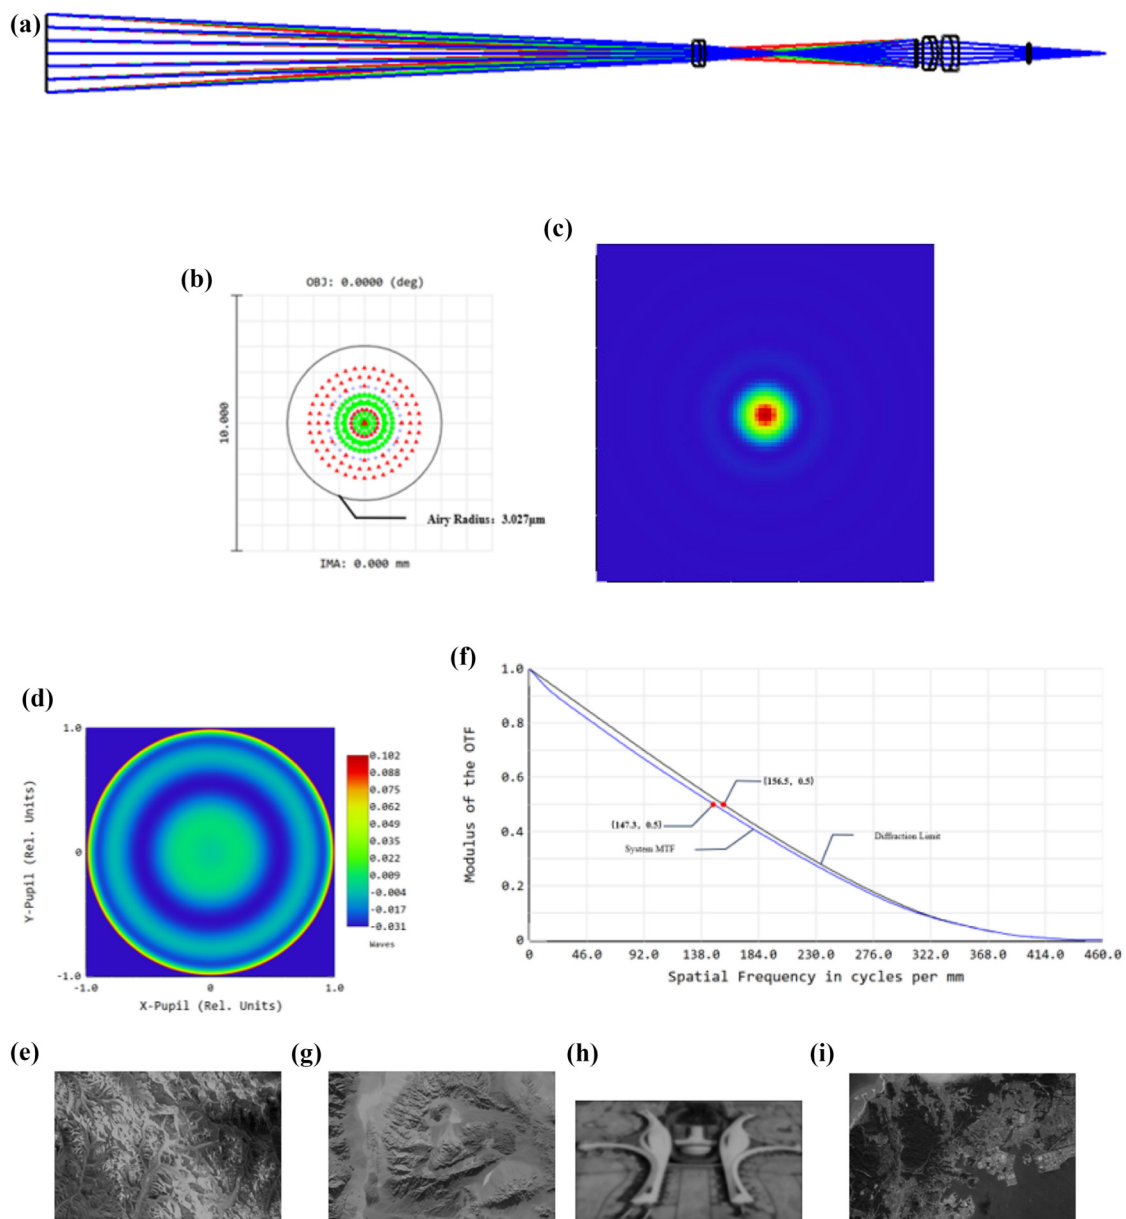 (a)
(c)
(b)
OBJ: 0.0000 (deg)
10.000
Airy Radius: 3.027μm
IMA: 0.000 mm
(f)
(d)
1.0
0
-1.0
Y-Pupil (Rel. Units)
-1.0 0 1.0
X-Pupil (Rel. Units)
0.102
0.088
0.075
0.062
0.049
0.035
0.022
0.009
-0.004
-0.017
-0.031
Waves
1.0
0.8
0.6
0.4
0.2
0
Modulus of the OTF
(156.5, 0.5)
(147.3, 0.5)
System MTF
Diffraction Limit
0 46.0 92.0 138.0 184.0 230.0 276.0 322.0 368.0 414.0 460.0
Spatial Frequency in cycles per mm
(e)
(g)
(h)
(i)